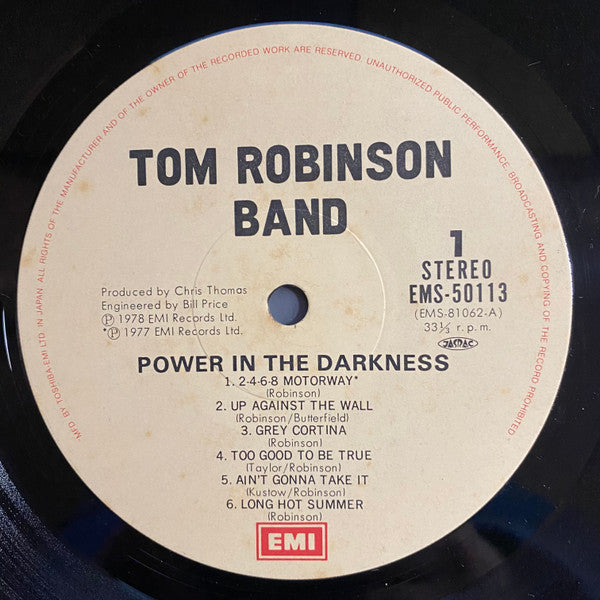 MFD BY TOSHIBA EMI LTD. IN JAPAN. ALL RIGHTS OF THE MANUFACTURER AND OF THE OWNER OF THE RECORDED WORK ARE RESERVED. UNAUTHORIZED PUBLIC PERFORMANCE, BROADCASTING AND COPYING OF THE RECORD PROHIBITED.
TOM ROBINSON
BAND
1
STEREO
EMS-50113
(EMS-81062-A)
33⅓ r.p.m.
JASRAC
Produced by Chris Thomas
Engineered by Bill Price
Ⓟ 1978 EMI Records Ltd.
*Ⓟ 1977 EMI Records Ltd.
POWER IN THE DARKNESS
1. 2-4-6-8 MOTORWAY*
(Robinson)
2. UP AGAINST THE WALL
(Robinson/Butterfield)
3. GREY CORTINA
(Robinson)
4. TOO GOOD TO BE TRUE
(Taylor/Robinson)
5. AIN'T GONNA TAKE IT
(Kustow/Robinson)
6. LONG HOT SUMMER
(Robinson)
EMI